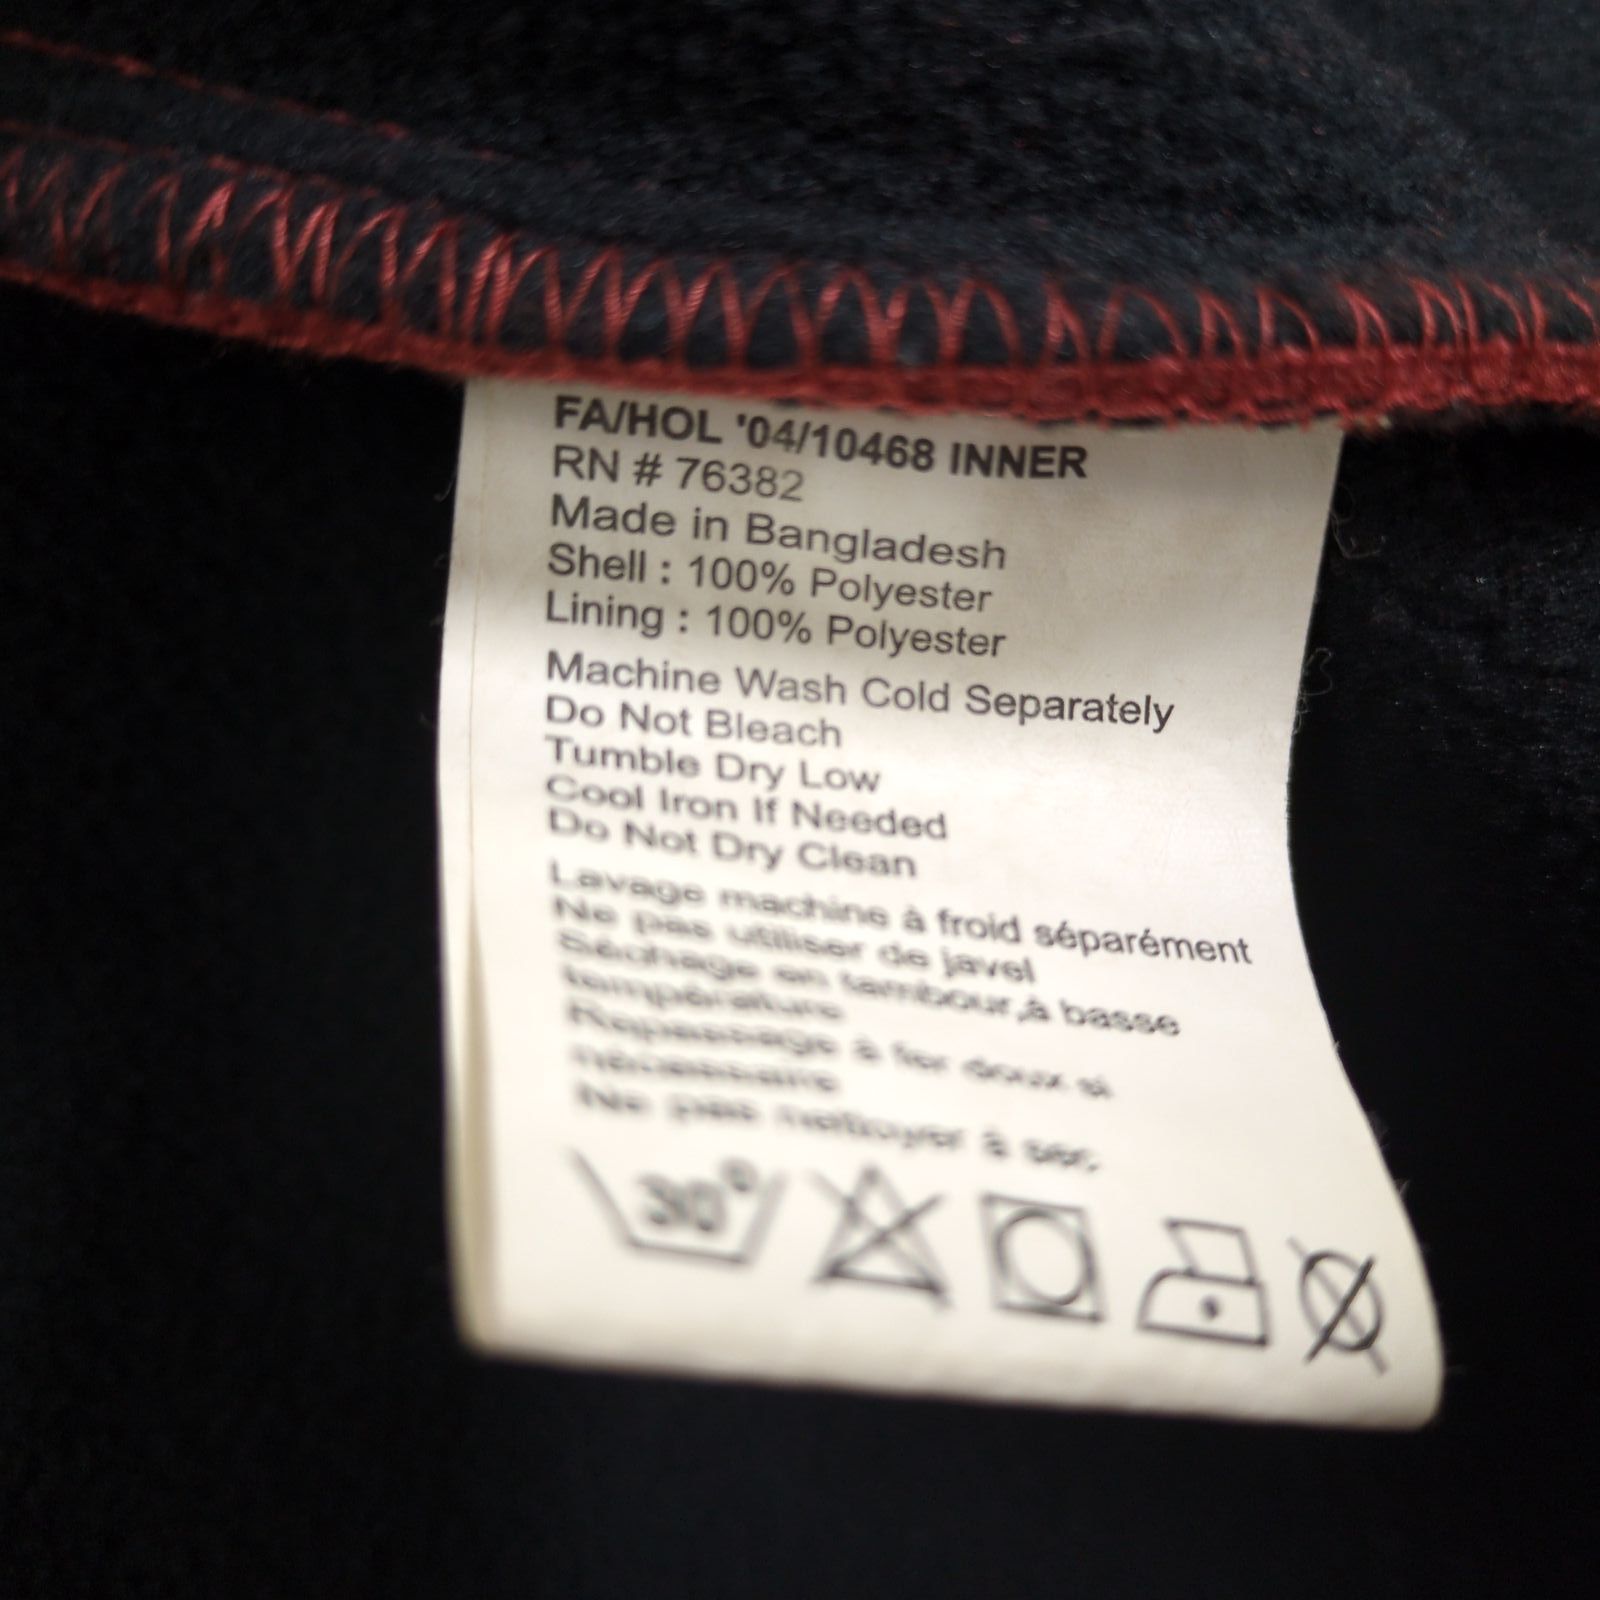 FA/HOL '04/10468 INNER
RN # 76382
Made in Bangladesh
Shell : 100% Polyester
Lining : 100% Polyester
Machine Wash Cold Separately
Do Not Bleach
Tumble Dry Low
Cool Iron If Needed
Do Not Dry Clean
Lavage machine à froid séparément
Ne pas utiliser de javel
Séchage en tambour,à basse
température
Repassage à fer doux si
nécessaire
Ne pas nettoyer à sec.
30°